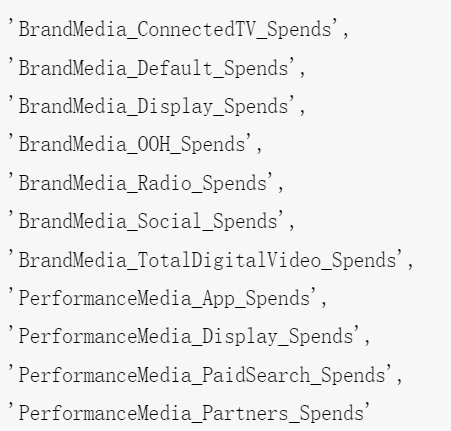 'BrandMedia_ConnectedTV_Spends',
'BrandMedia_Default_Spends',
'BrandMedia_Display_Spends',
'BrandMedia_OOH_Spends',
'BrandMedia_Radio_Spends',
'BrandMedia_Social_Spends',
'BrandMedia_TotalDigitalVideo_Spends',
'PerformanceMedia_App_Spends',
'PerformanceMedia_Display_Spends',
'PerformanceMedia_PaidSearch_Spends',
'PerformanceMedia_Partners_Spends'